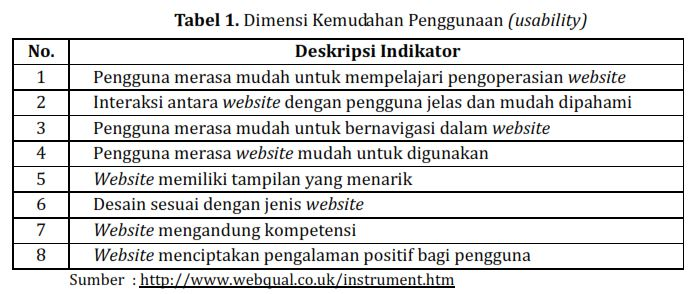 Tabel 1. Dimensi Kemudahan Penggunaan (usability)
No. Deskripsi Indikator
1 Pengguna merasa mudah untuk mempelajari pengoperasian website
2 Interaksi antara website dengan pengguna jelas dan mudah dipahami
3 Pengguna merasa mudah untuk bernavigasi dalam website
4 Pengguna merasa website mudah untuk digunakan
5 Website memiliki tampilan yang menarik
6 Desain sesuai dengan jenis website
7 Website mengandung kompetensi
8 Website menciptakan pengalaman positif bagi pengguna
Sumber : http://www.webqual.co.uk/instrument.htm